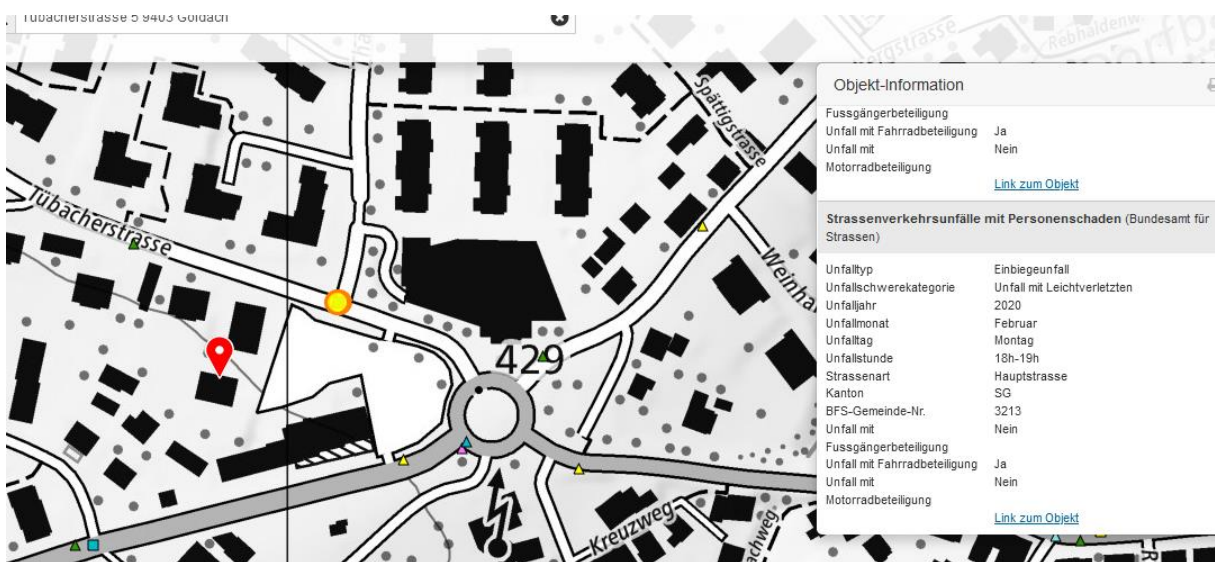 Tübacherstrasse 5 9403 Goldach
Rebhaldenw.
Objekt-Information
Fussgängerbeteiligung
Unfall mit Fahrradbeteiligung Ja
Unfall mit Nein
Motorradbeteiligung
Link zum Objekt
Strassenverkehrsunfälle mit Personenschaden (Bundesamt für
Strassen)
Unfalltyp Einbiegeunfall
Unfallschwerekategorie Unfall mit Leichtverletzten
Unfalljahr 2020
Unfallmonat Februar
Unfalltag Montag
Unfallstunde 18h-19h
Strassenart Hauptstrasse
Kanton SG
BFS-Gemeinde-Nr. 3213
Unfall mit Nein
Fussgängerbeteiligung
Unfall mit Fahrradbeteiligung Ja
Unfall mit Nein
Motorradbeteiligung
Link zum Objekt
Spättigstrasse
Tübacherstrasse
Weinha
429
Kreuzweg
achweg.
R